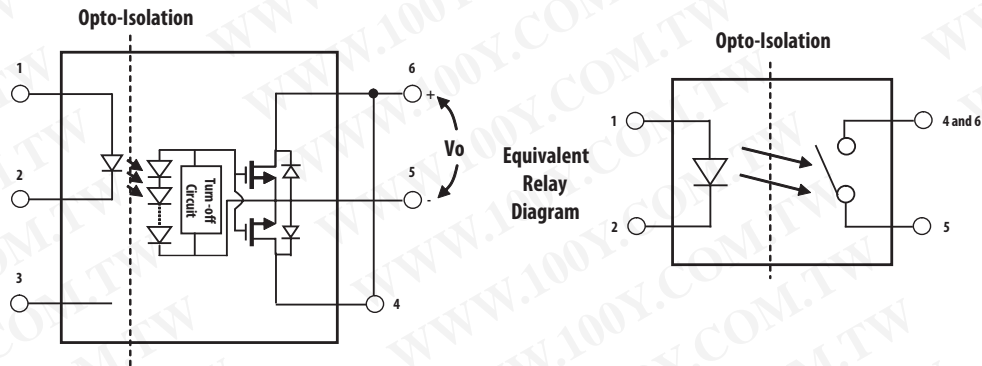 Opto-Isolation
1
2
3
Turn -off
Circuit
6
+
Vo
5
-
4
Equivalent
Relay
Diagram
Opto-Isolation
1
2
4 and 6
5
WWW.100Y.COM.TW